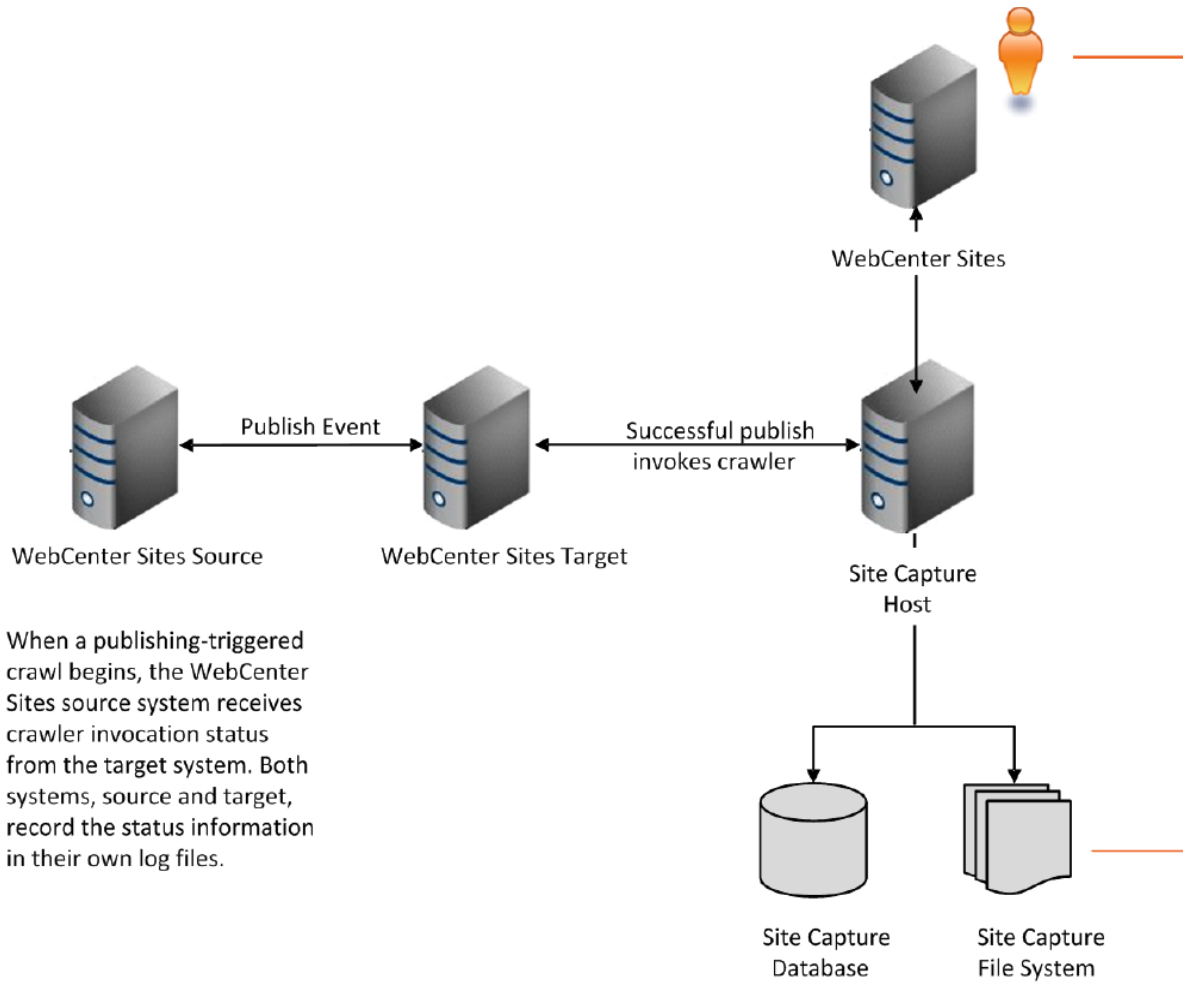 WebCenter Sites
Publish Event
Successful publish
invokes crawler
WebCenter Sites Source
WebCenter Sites Target
Site Capture
Host
When a publishing-triggered
crawl begins, the WebCenter
Sites source system receives
crawler invocation status
from the target system. Both
systems, source and target,
record the status information
in their own log files.
Site Capture
Database
Site Capture
File System